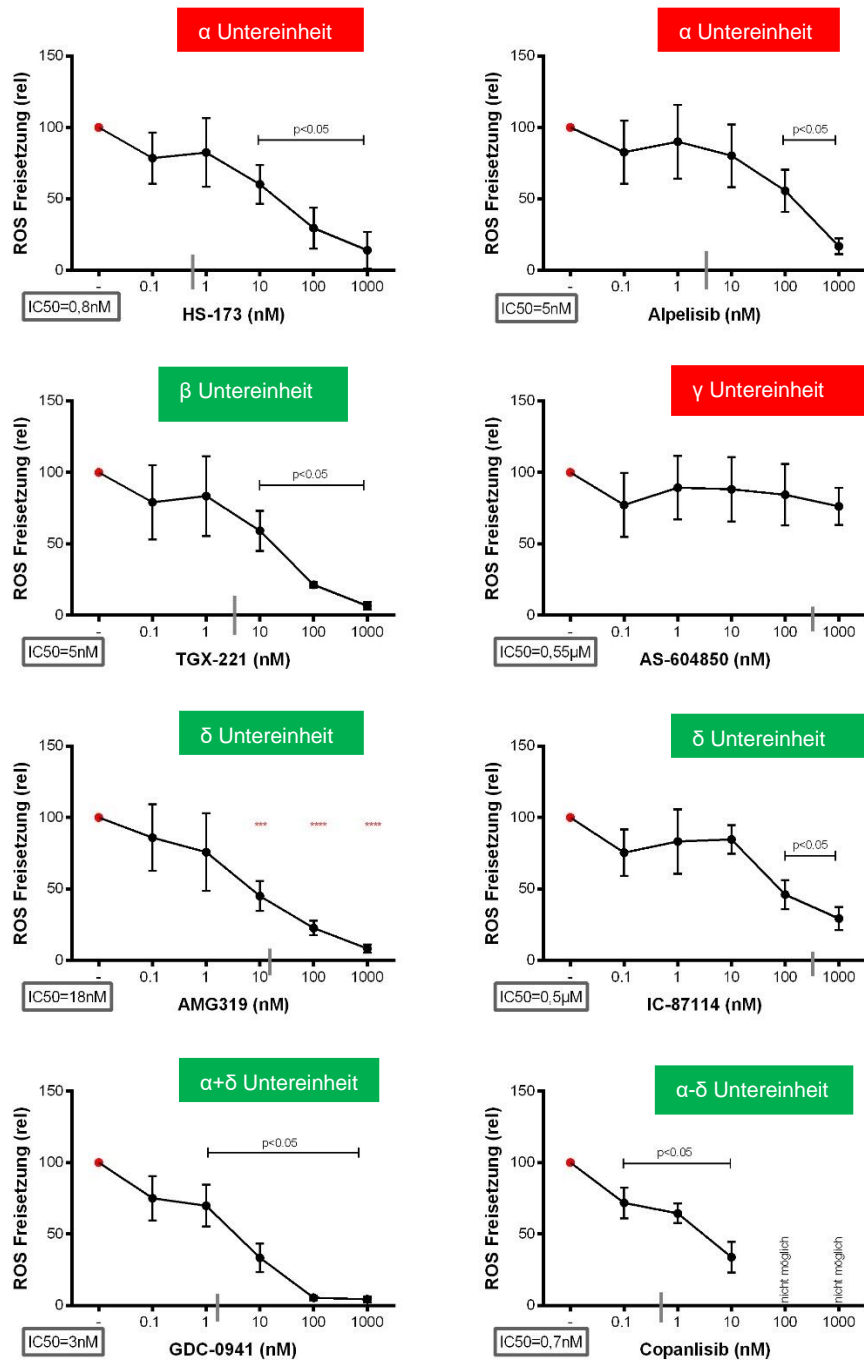 α Untereinheit
150
100
50
0
ROS Freisetzung (rel)
p<0.05
- 0.1 1 10 100 1000
IC50=0,8nM
HS-173 (nM)
α Untereinheit
150
100
50
0
ROS Freisetzung (rel)
p<0.05
- 0.1 1 10 100 1000
IC50=5nM
Alpelisib (nM)
β Untereinheit
150
100
50
0
ROS Freisetzung (rel)
p<0.05
- 0.1 1 10 100 1000
IC50=5nM
TGX-221 (nM)
γ Untereinheit
150
100
50
0
ROS Freisetzung (rel)
- 0.1 1 10 100 1000
IC50=0,55µM
AS-604850 (nM)
δ Untereinheit
150
100
50
0
ROS Freisetzung (rel)
*** **** ****
- 0.1 1 10 100 1000
IC50=18nM
AMG319 (nM)
δ Untereinheit
150
100
50
0
ROS Freisetzung (rel)
p<0.05
- 0.1 1 10 100 1000
IC50=0,5µM
IC-87114 (nM)
α+δ Untereinheit
150
100
50
0
ROS Freisetzung (rel)
p<0.05
- 0.1 1 10 100 1000
IC50=3nM
GDC-0941 (nM)
α-δ Untereinheit
150
100
50
0
ROS Freisetzung (rel)
p<0.05
nicht möglich
nicht möglich
- 0.1 1 10 100 1000
IC50=0,7nM
Copanlisib (nM)